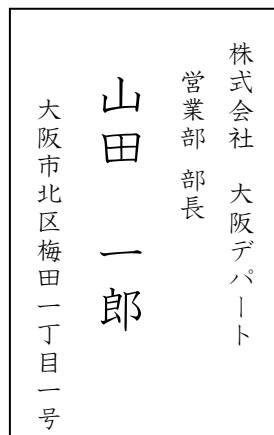 株式会社　大阪デパート
営業部 部長
山田　一郎
大阪市北区梅田一丁目一号